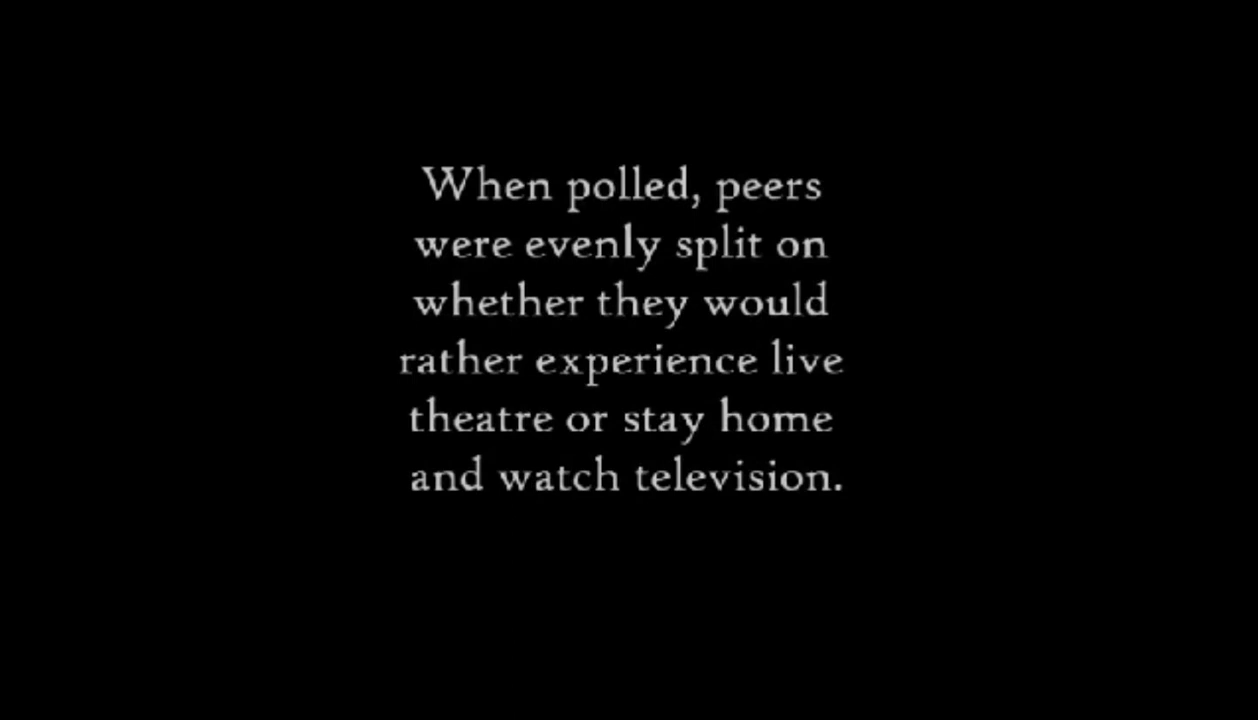 When polled, peers
were evenly split on
whether they would
rather experience live
theatre or stay home
and watch television.